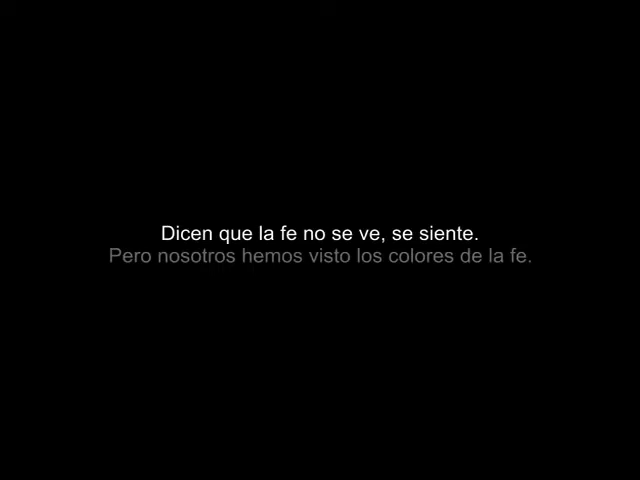 Dicen que la fe no se ve, se siente.
Pero nosotros hemos visto los colores de la fe.